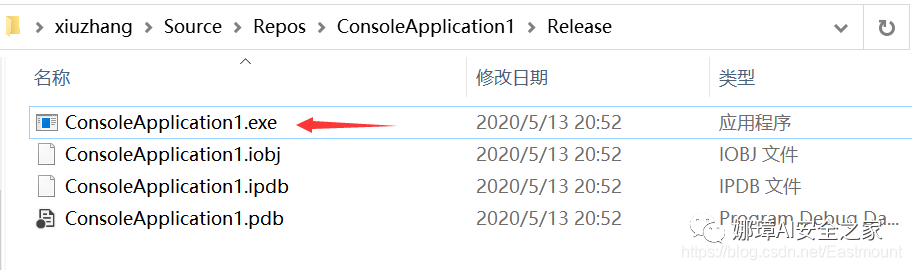 xiuzhang > Source > Repos > ConsoleApplication1 > Release
名称 修改日期 类型
ConsoleApplication1.exe 2020/5/13 20:52 应用程序
ConsoleApplication1.iobj 2020/5/13 20:52 IOBJ 文件
ConsoleApplication1.ipdb 2020/5/13 20:52 IPDB 文件
ConsoleApplication1.pdb 2020/5/13 20:52 Program Debug Da...
娜璋AI安全之家
https://blog.csdn.net/Eastmount